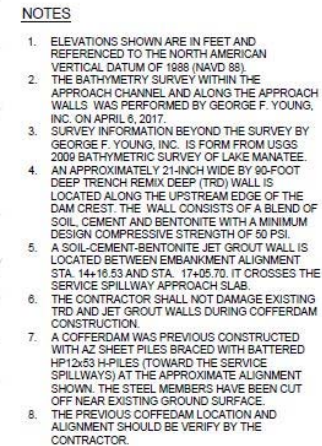 NOTES
1. ELEVATIONS SHOWN ARE IN FEET AND
REFERENCED TO THE NORTH AMERICAN
VERTICAL DATUM OF 1988 (NAVD 88).
2. THE BATHYMETRY SURVEY WITHIN THE
APPROACH CHANNEL AND ALONG THE APPROACH
WALLS WAS PERFORMED BY GEORGE F. YOUNG,
INC. ON APRIL 6, 2017.
3. SURVEY INFORMATION BEYOND THE SURVEY BY
GEORGE F. YOUNG, INC. IS FORM FROM USGS
2009 BATHYMETRIC SURVEY OF LAKE MANATEE.
4. AN APPROXIMATELY 21-INCH WIDE BY 90-FOOT
DEEP TRENCH REMIX DEEP (TRD) WALL IS
LOCATED ALONG THE UPSTREAM EDGE OF THE
DAM CREST. THE WALL CONSISTS OF A BLEND OF
SOIL, CEMENT AND BENTONITE WITH A MINIMUM
DESIGN COMPRESSIVE STRENGTH OF 50 PSI.
5. A SOIL-CEMENT-BENTONITE JET GROUT WALL IS
LOCATED BETWEEN EMBANKMENT ALIGNMENT
STA. 14+16.53 AND STA. 17+05.70. IT CROSSES THE
SERVICE SPILLWAY APPROACH SLAB.
6. THE CONTRACTOR SHALL NOT DAMAGE EXISTING
TRD AND JET GROUT WALLS DURING COFFERDAM
CONSTRUCTION.
7. A COFFERDAM WAS PREVIOUS CONSTRUCTED
WITH AZ SHEET PILES BRACED WITH BATTERED
HP12x53 H-PILES (TOWARD THE SERVICE
SPILLWAYS) AT THE APPROXIMATE ALIGNMENT
SHOWN. THE STEEL MEMBERS HAVE BEEN CUT
OFF NEAR EXISTING GROUND SURFACE.
8. THE PREVIOUS COFFEDAM LOCATION AND
ALIGNMENT SHOULD BE VERIFY BY THE
CONTRACTOR.